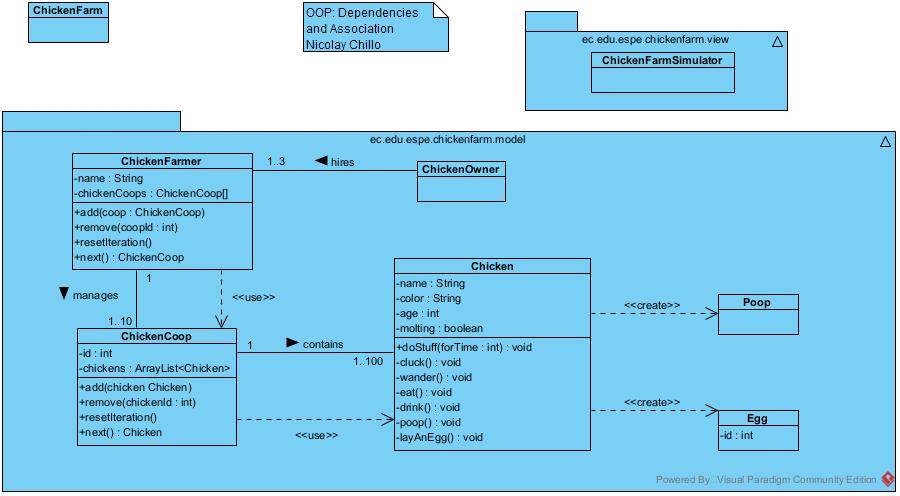 ChickenFarm
OOP: Dependencies
and Association
Nicolay Chillo
ec.edu.espe.chickenfarm.view
ChickenFarmSimulator
ec.edu.espe.chickenfarm.model
ChickenFarmer
-name : String
-chickenCoops : ChickenCoop[]
+add(coop : ChickenCoop)
+remove(coopId : int)
+resetIteration()
+next() : ChickenCoop
1..3
hires
ChickenOwner
1
manages
1..10
<<use>>
ChickenCoop
-id : int
-chickens : ArrayList<Chicken>
+add(chicken Chicken)
+remove(chickenId : int)
+resetIteration()
+next() : Chicken
1
contains
1..100
<<use>>
Chicken
-name : String
-color : String
-age : int
-molting : boolean
+doStuff(forTime : int) : void
-cluck() : void
-wander() : void
-eat() : void
-drink() : void
-poop() : void
-layAnEgg() : void
<<create>>
Poop
<<create>>
Egg
-id : int
Powered By Visual Paradigm Community Edition